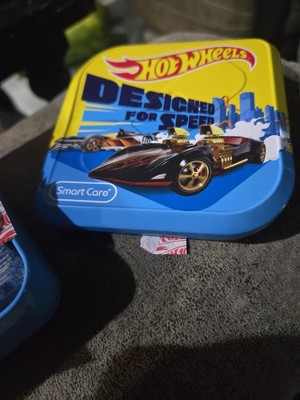 HOT WHEELS
DESIGNED
FOR SPEED
Smart Care®